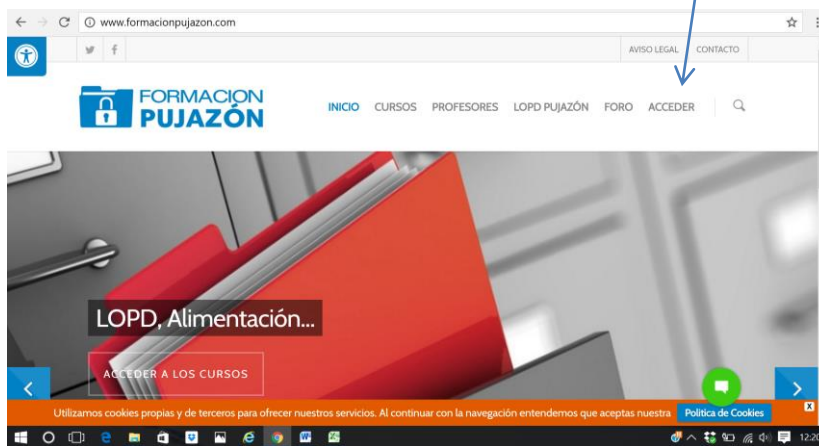 www.formacionpujazon.com
AVISO LEGAL CONTACTO
FORMACION
PUJAZÓN
INICIO CURSOS PROFESORES LOPD PUJAZÓN FORO ACCEDER
LOPD, Alimentación...
ACCEDER A LOS CURSOS
Utilizamos cookies propias y de terceros para ofrecer nuestros servicios. Al continuar con la navegación entendemos que aceptas nuestra Política de Cookies X
12:20